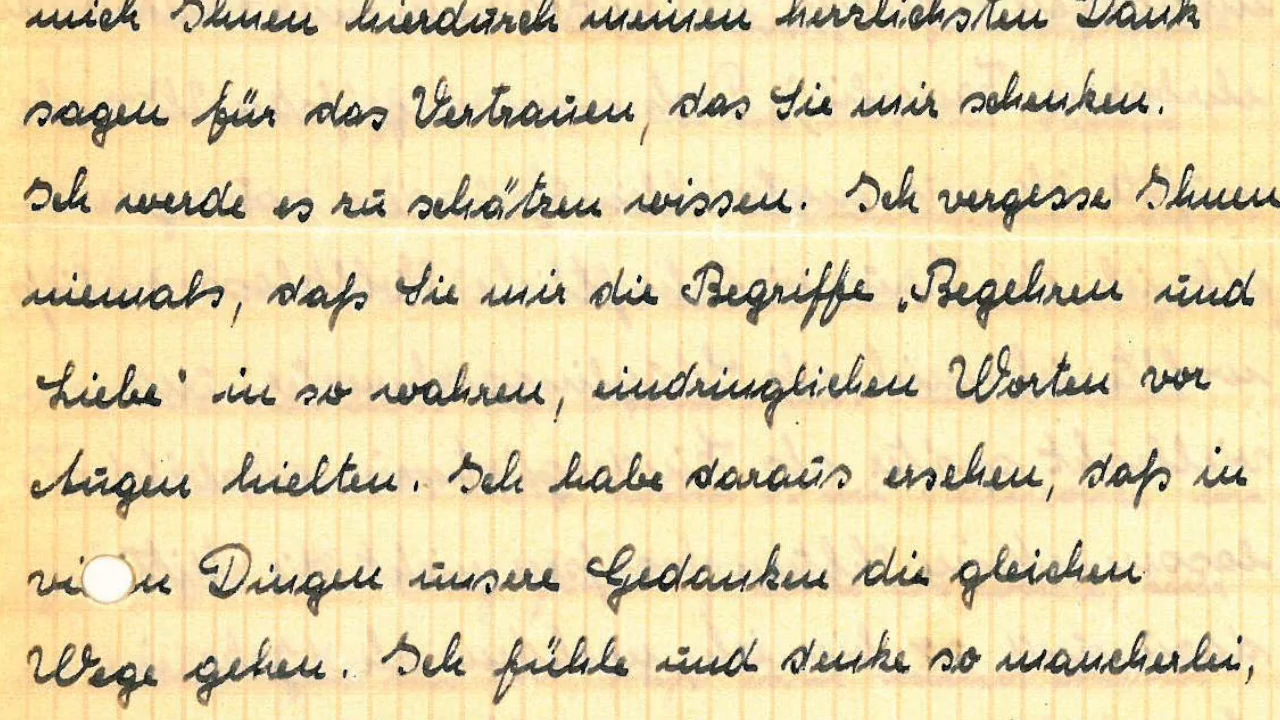 mich Ihnen hierdurch meinen herzlichsten Dank
sagen für das Vertrauen, das Sie mir schenken.
Ich werde es zu schätzen wissen. Ich vergesse Ihnen
niemals, daß Sie mir die Begriffe „Begehren und
Liebe" in so wahren, eindringlichen Worten vor
Augen hielten. Ich habe daraus ersehen, daß in
Dingen unsere Gedanken die gleichen
Wege gehen. Ich fühle und denke so mancherlei,